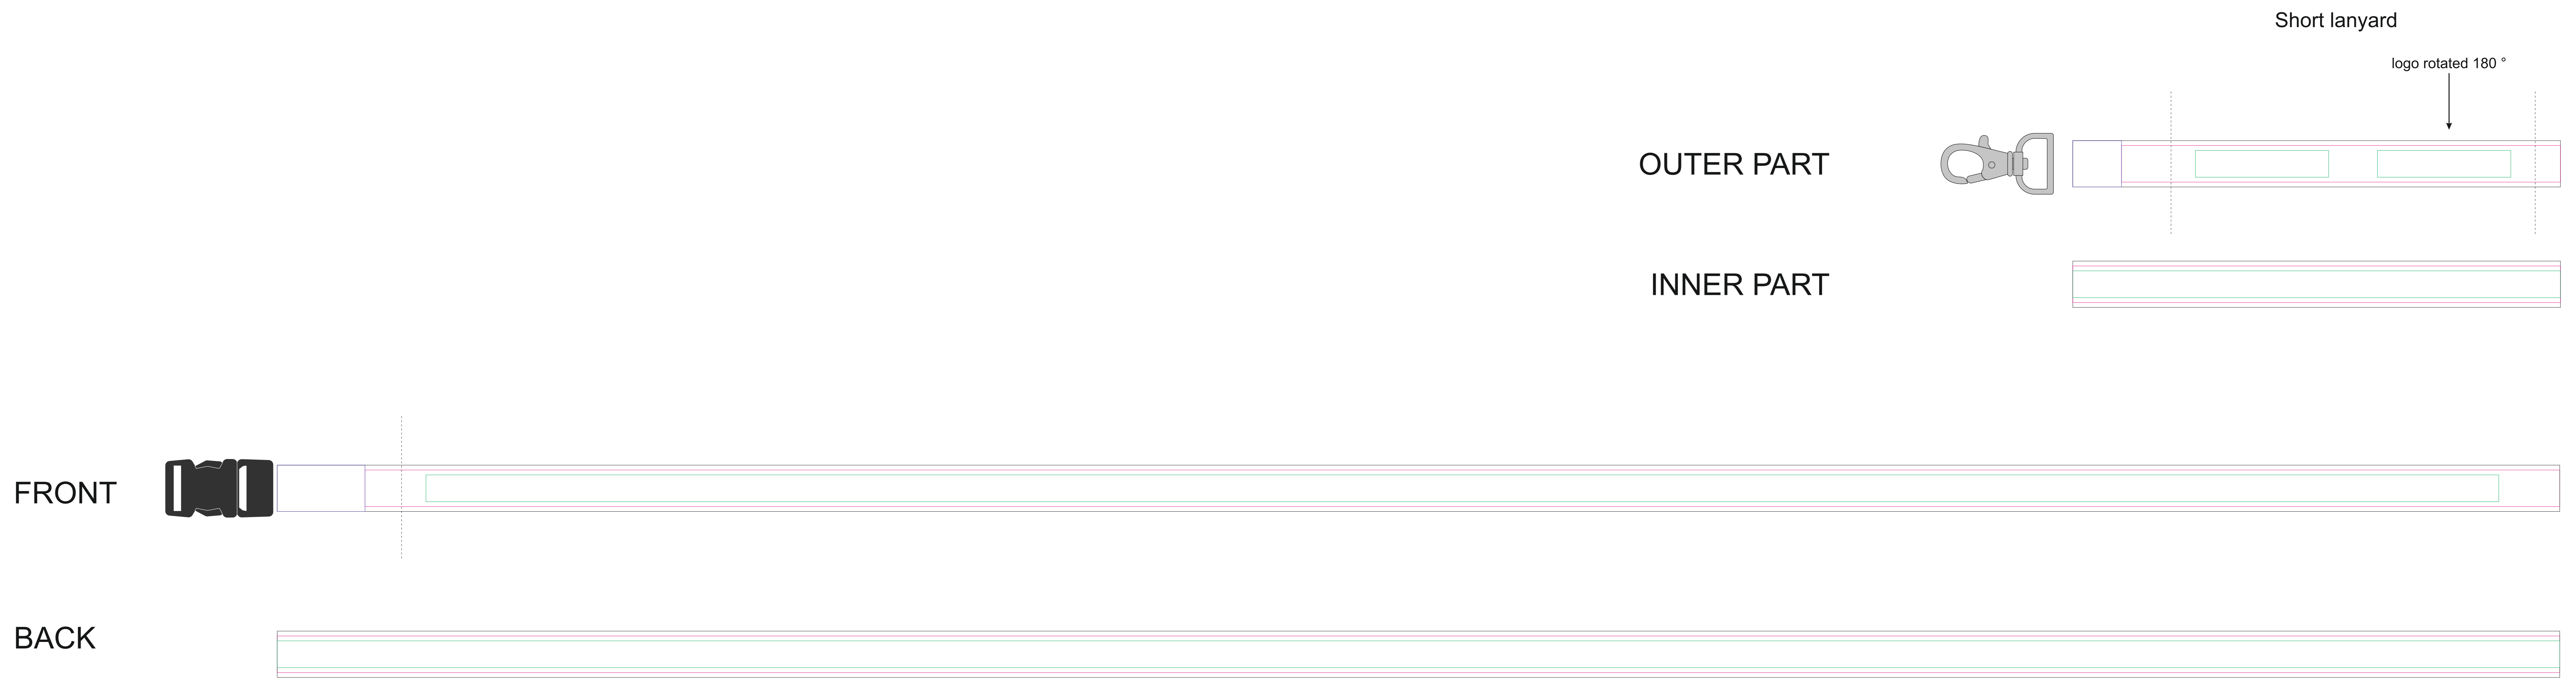 Short lanyard
logo rotated 180 °
OUTER PART
INNER PART
FRONT
BACK